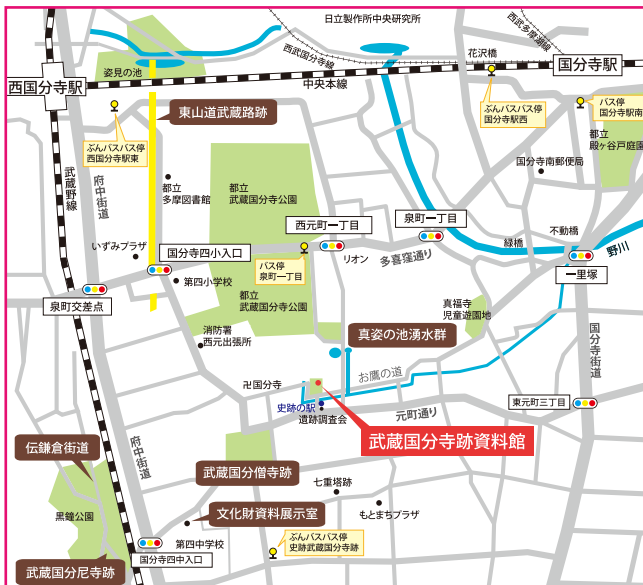 日立製作所中央研究所
西武国分寺線
西武多摩湖線
花沢橋
国分寺駅
姿見の池
西国分寺駅
中央本線
東山道武蔵路跡
ぶんバスバス停
西国分寺駅東
ぶんバスバス停
国分寺駅西
バス停
国分寺駅南
都立
殿ヶ谷戸庭園
国分寺南郵便局
武蔵野線
府中街道
都立
多摩図書館
都立
武蔵国分寺公園
西元町一丁目
泉町一丁目
不動橋
緑橋
野川
いずみプラザ
国分寺四小入口
バス停
泉町一丁目
リオン
多喜窪通り
一里塚
泉町交差点
第四小学校
都立
武蔵国分寺公園
真福寺
児童遊園地
消防署
西元出張所
真姿の池湧水群
国分寺街道
お鷹の道
卍国分寺
史跡の駅
遺跡調査会
元町通り
東元町三丁目
武蔵国分寺跡資料館
府中街道
伝鎌倉街道
武蔵国分僧寺跡
七重塔跡
黒鐘公園
文化財資料展示室
もとまちプラザ
第四中学校
ぶんバスバス停
史跡武蔵国分寺跡
国分寺四中入口
武蔵国分尼寺跡